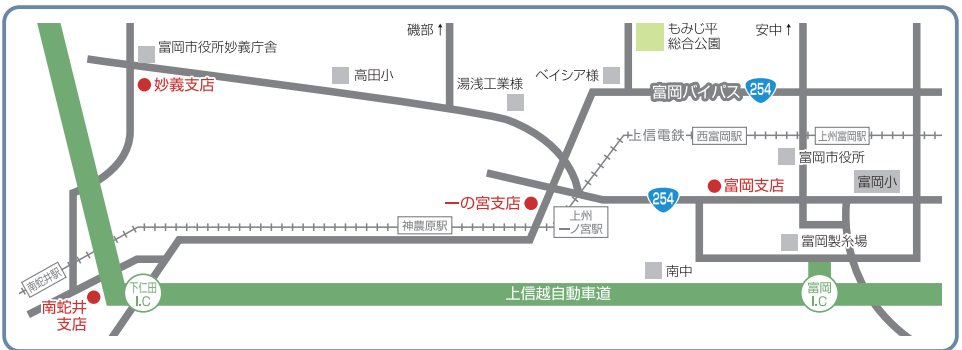 磯部↑
もみじ平
総合公園
安中↑
富岡市役所妙義庁舎
高田小
湯浅工業様
ベイシア様
妙義支店
富岡バイパス
254
上信電鉄
西富岡駅
上州富岡駅
富岡市役所
富岡小
富岡支店
254
一の宮支店
上州
一ノ宮駅
神農原駅
富岡製糸場
南中
南蛇井駅
下仁田
I.C
上信越自動車道
富岡
I.C
南蛇井
支店